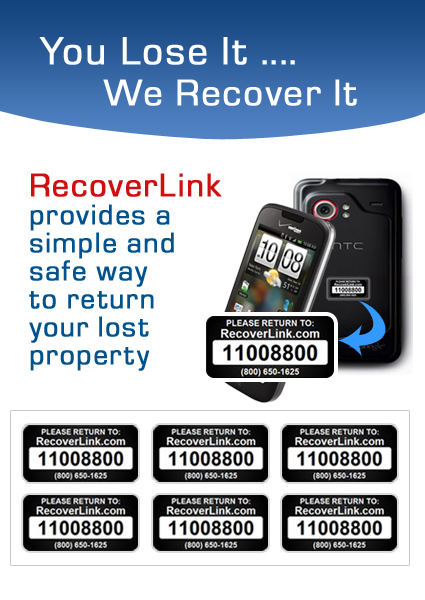 You Lose It ....
We Recover It
RecoverLink
provides a
simple and
safe way
to return
your lost
property
verizon
10 50
51°
hTC
11008800
PLEASE RETURN TO:
RecoverLink.com
11008800
(800) 650-1625
PLEASE RETURN TO:
RecoverLink.com
11008800
(800) 650-1625
PLEASE RETURN TO:
RecoverLink.com
11008800
(800) 650-1625
PLEASE RETURN TO:
RecoverLink.com
11008800
(800) 650-1625
PLEASE RETURN TO:
RecoverLink.com
11008800
(800) 650-1625
PLEASE RETURN TO:
RecoverLink.com
11008800
(800) 650-1625
PLEASE RETURN TO:
RecoverLink.com
11008800
(800) 650-1625